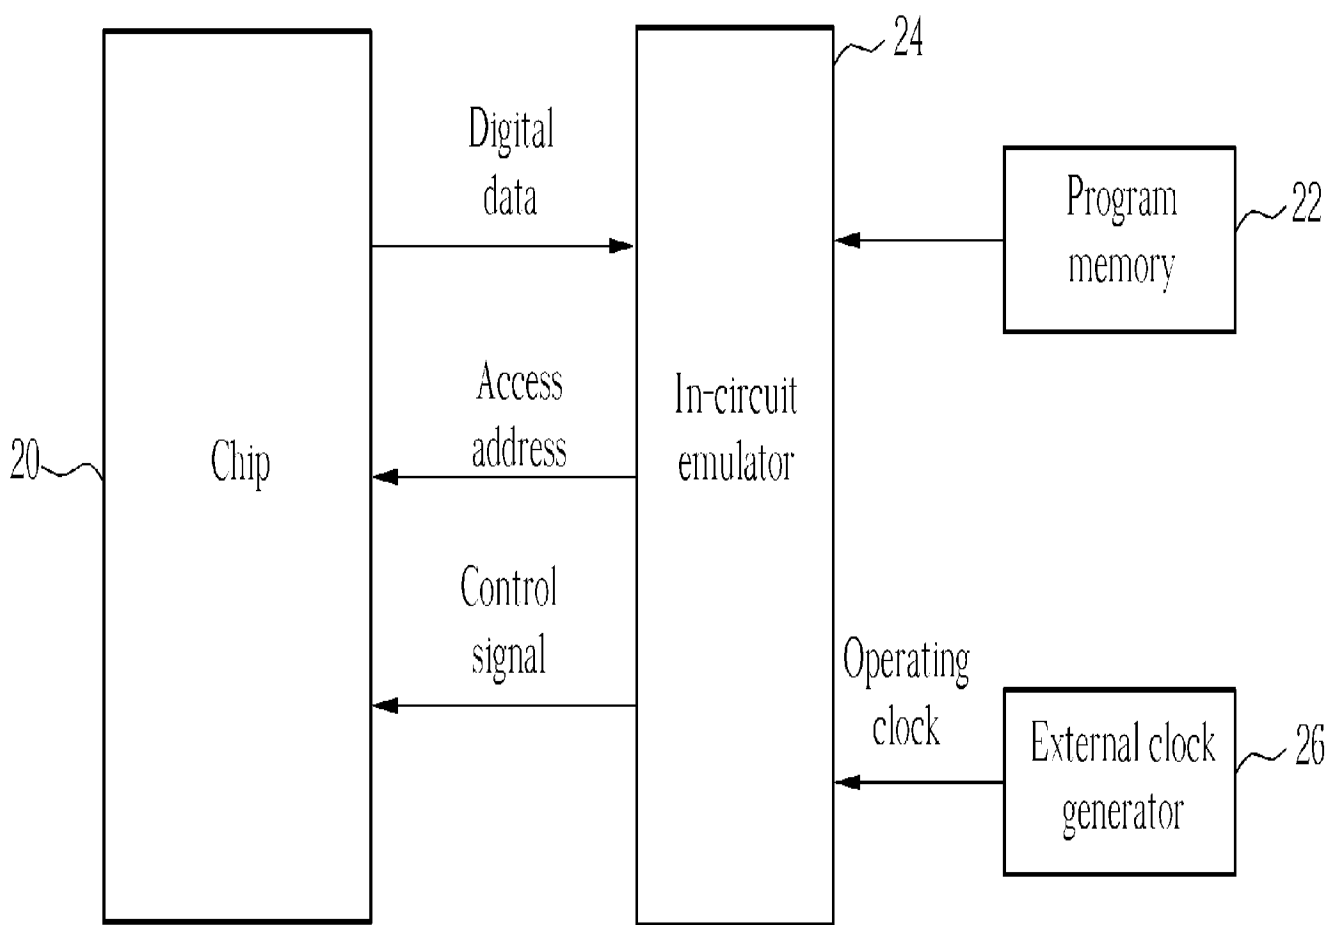 24
Digital
data
Program
memory
22
Access
address
In-circuit
emulator
20
Chip
Control
signal
Operating
clock
External clock
generator
26